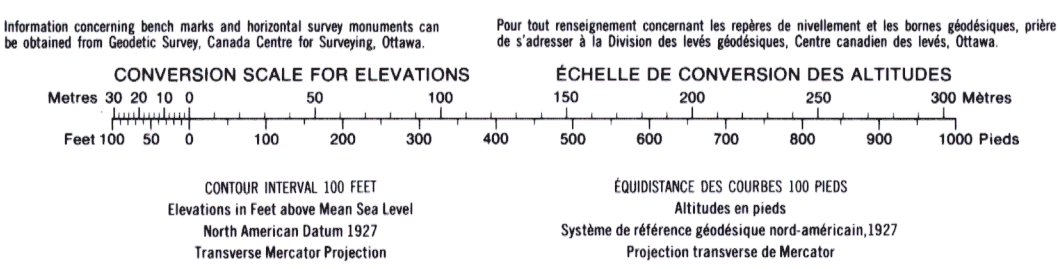 Information concerning bench marks and horizontal survey monuments can
be obtained from Geodetic Survey, Canada Centre for Surveying, Ottawa.
Pour tout renseignement concernant les repères de nivellement et les bornes géodésiques, prière
de s'adresser à la Division des levés géodésiques, Centre canadien des levés, Ottawa.
CONVERSION SCALE FOR ELEVATIONS
ÉCHELLE DE CONVERSION DES ALTITUDES
Metres 30 20 10 0 50 100 150 200 250 300 Mètres
Feet 100 50 0 100 200 300 400 500 600 700 800 900 1000 Pieds
CONTOUR INTERVAL 100 FEET
Elevations in Feet above Mean Sea Level
North American Datum 1927
Transverse Mercator Projection
ÉQUIDISTANCE DES COURBES 100 PIEDS
Altitudes en pieds
Système de référence géodésique nord-américain,1927
Projection transverse de Mercator